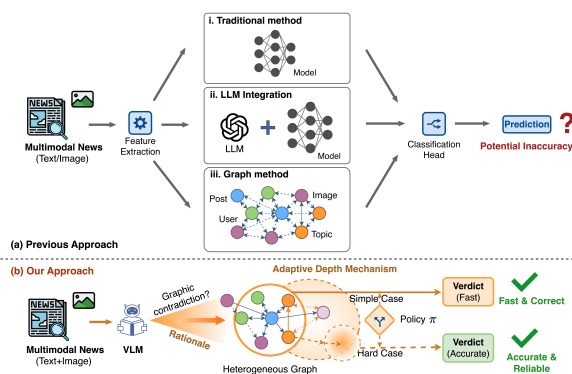 i. Traditional method
Model
NEWS
Multimodal News
(Text/Image)
Feature
Extraction
ii. LLM Integration
LLM
Model
Classification
Head
Prediction
?
Potential Inaccuracy
iii. Graph method
Post
Image
User
Topic
(a) Previous Approach
(b) Our Approach
Adaptive Depth Mechanism
NEWS
Multimodal News
(Text+Image)
VLM
Graphic
contradiction?
Rationale
Heterogeneous Graph
Simple Case
Policy π
Hard Case
Verdict
(Fast)
Fast & Correct
Verdict
(Accurate)
Accurate &
Reliable